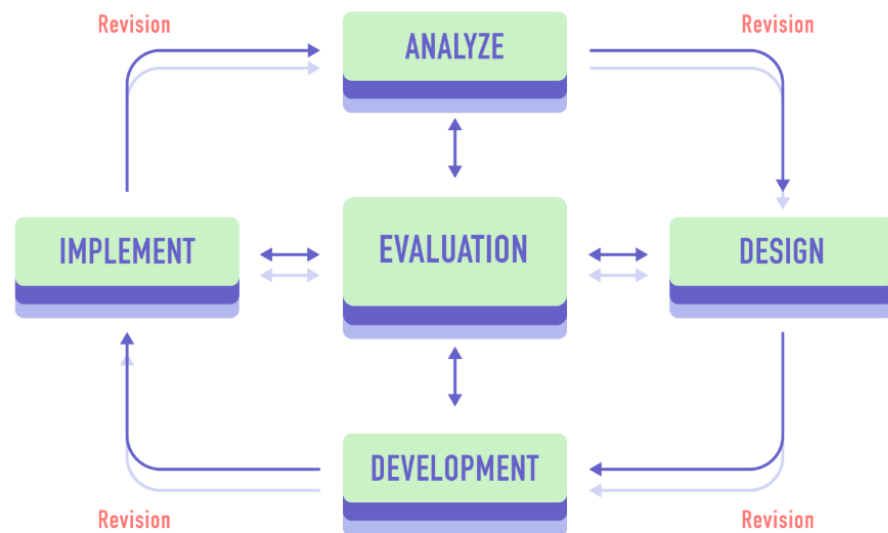 Revision
Revision
ANALYZE
IMPLEMENT
EVALUATION
DESIGN
DEVELOPMENT
Revision
Revision